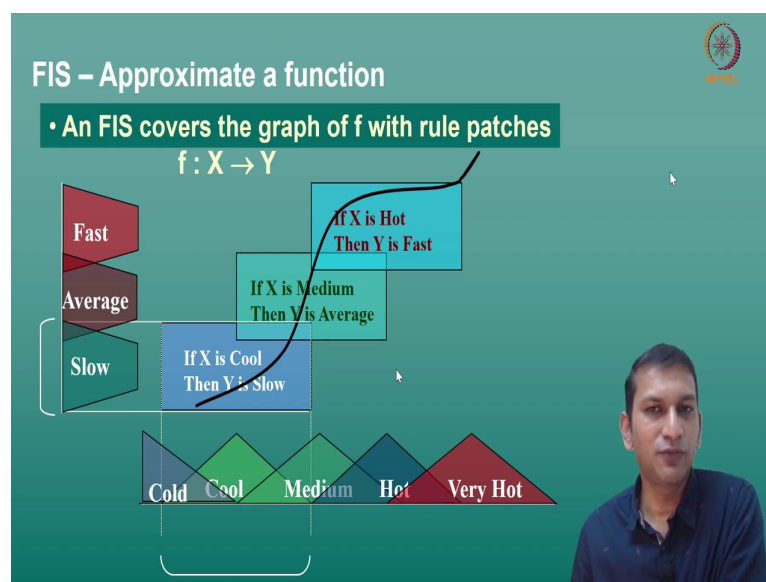 NPTEL
FIS – Approximate a function
• An FIS covers the graph of f with rule patches
f : X → Y
Fast
Average
Slow
If X is Hot
Then Y is Fast
If X is Medium
Then Y is Average
If X is Cool
Then Y is Slow
Cold
Cool
Medium
Hot
Very Hot